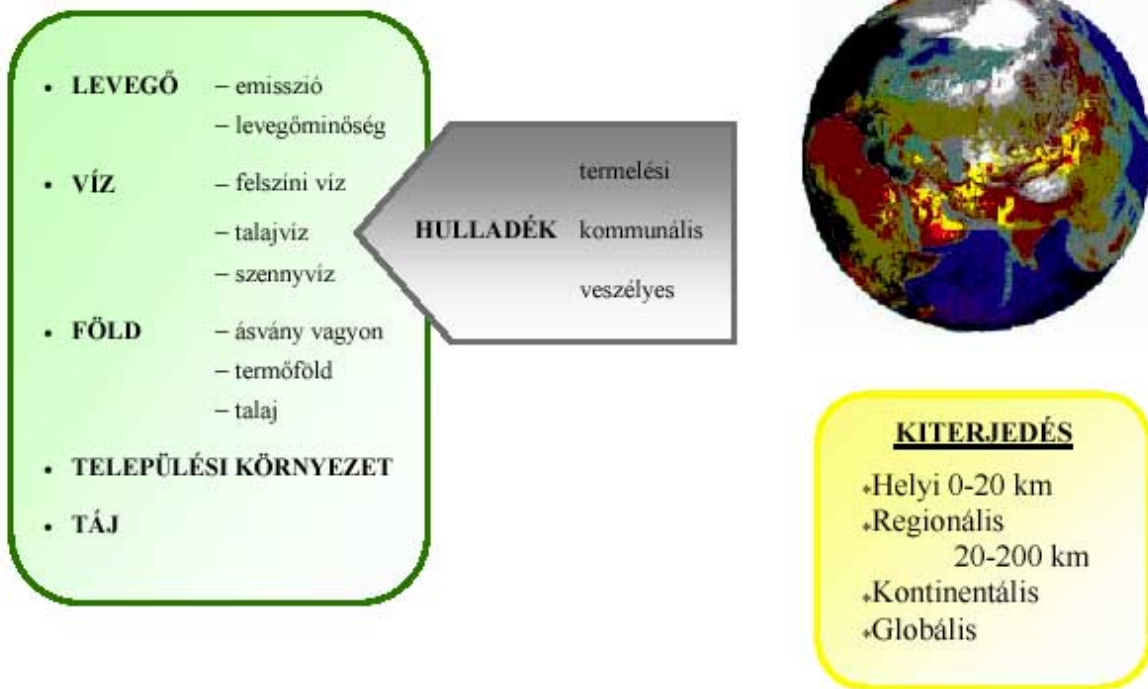 • LEVEGŐ – emisszió
– levegőminőség
• VÍZ – felszíni víz
– talajvíz
– szennyvíz
• FÖLD – ásvány vagyon
– termőföld
– talaj
• TELEPÜLÉSI KÖRNYEZET
• TÁJ
termelési
HULLADÉK kommunális
veszélyes
KITERJEDÉS
Helyi 0-20 km
Regionális
20-200 km
Kontinentális
Globális